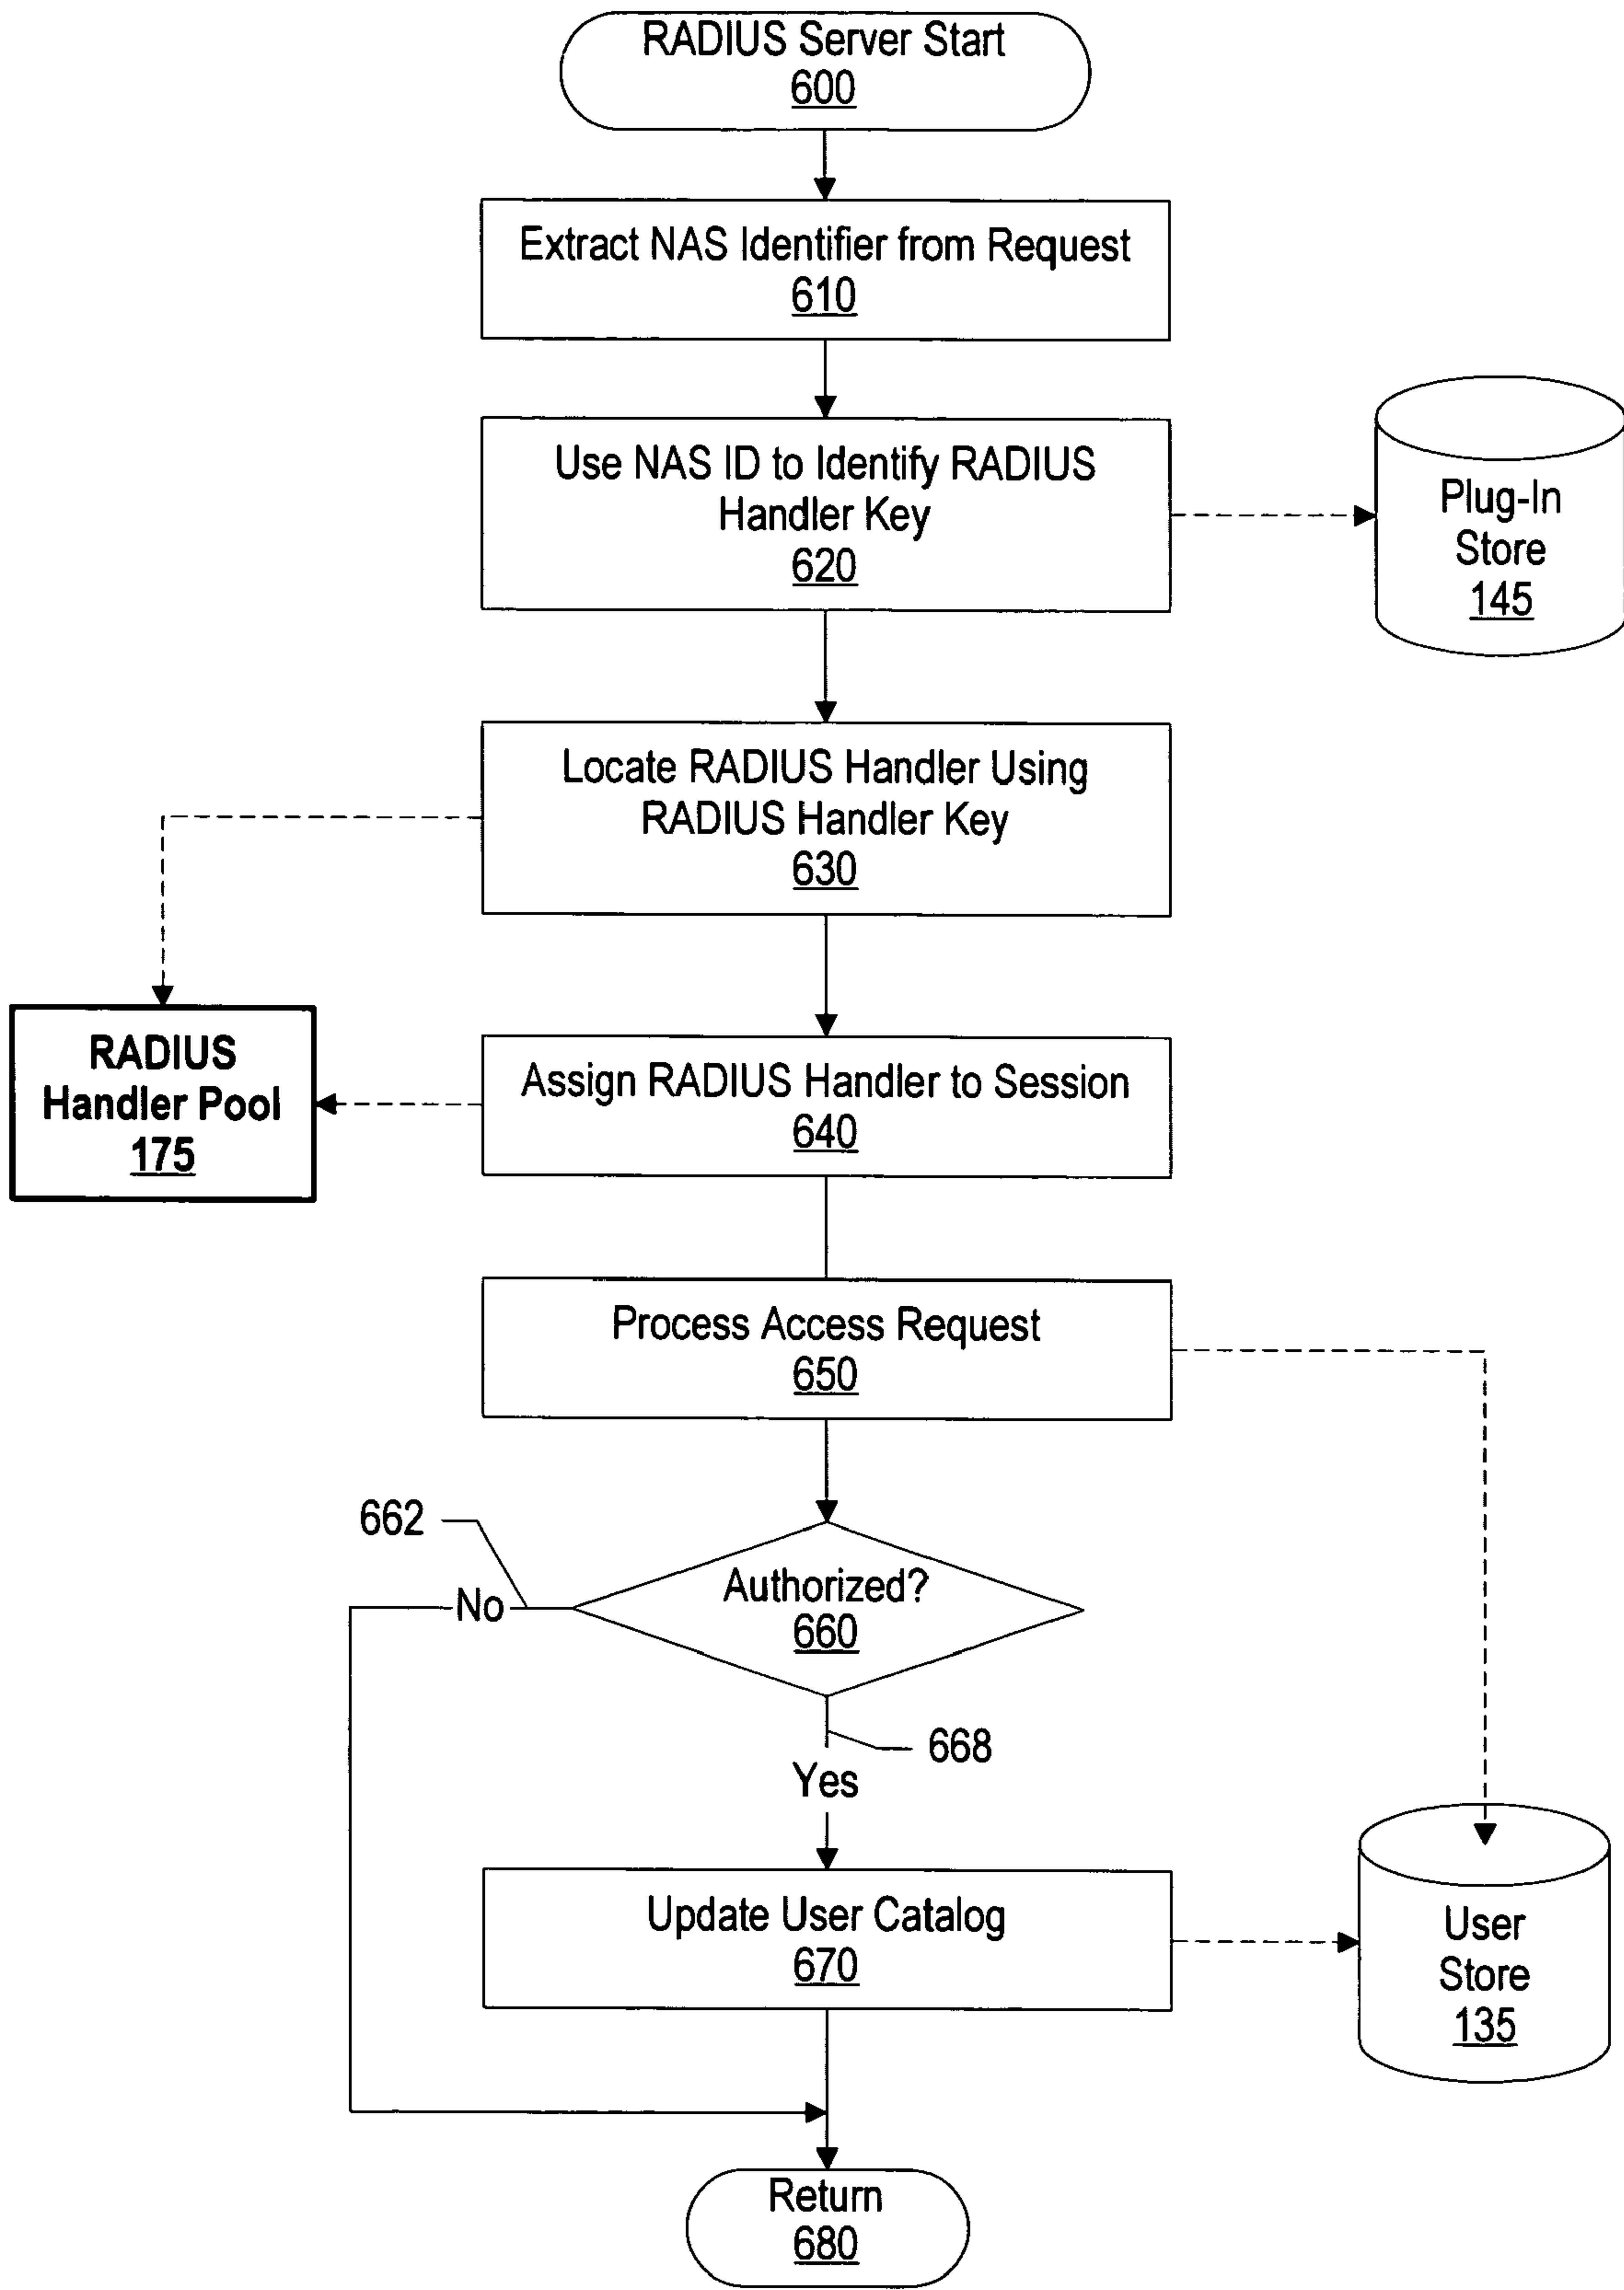 RADIUS Server Start
600
Extract NAS Identifier from Request
610
Use NAS ID to Identify RADIUS
Handler Key
620
Plug-In
Store
145
Locate RADIUS Handler Using
RADIUS Handler Key
630
RADIUS
Handler Pool
175
Assign RADIUS Handler to Session
640
Process Access Request
650
662
No
Authorized?
660
668
Yes
Update User Catalog
670
User
Store
135
Return
680